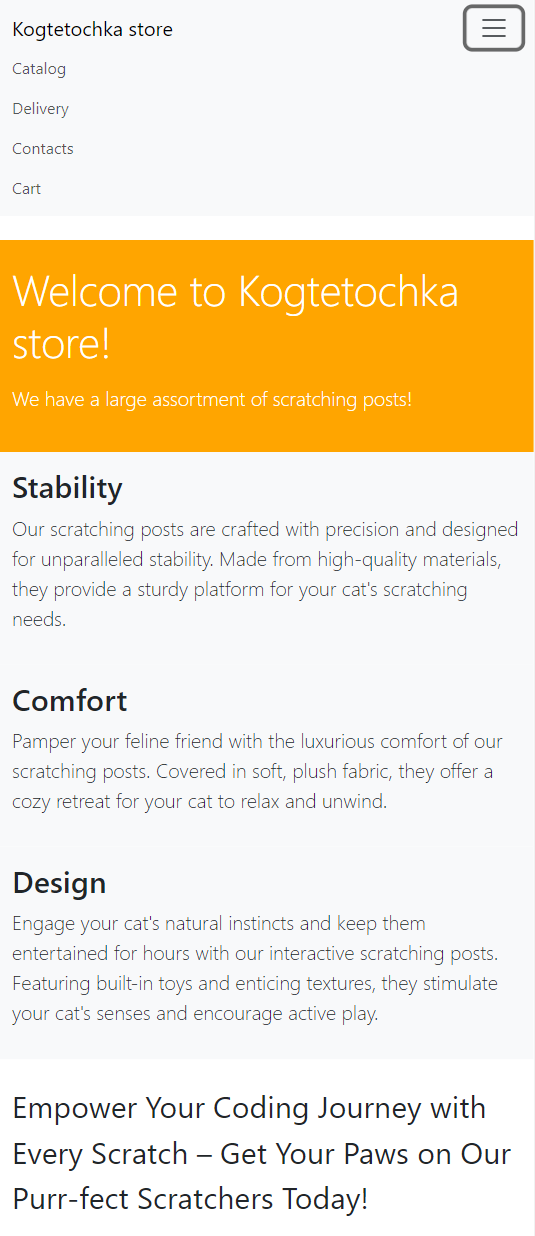 Kogtetochka store
Catalog
Delivery
Contacts
Cart
Welcome to Kogtetochka
store!
We have a large assortment of scratching posts!
Stability
Our scratching posts are crafted with precision and designed
for unparalleled stability. Made from high-quality materials,
they provide a sturdy platform for your cat's scratching
needs.
Comfort
Pamper your feline friend with the luxurious comfort of our
scratching posts. Covered in soft, plush fabric, they offer a
cozy retreat for your cat to relax and unwind.
Design
Engage your cat's natural instincts and keep them
entertained for hours with our interactive scratching posts.
Featuring built-in toys and enticing textures, they stimulate
your cat's senses and encourage active play.
Empower Your Coding Journey with
Every Scratch – Get Your Paws on Our
Purr-fect Scratchers Today!